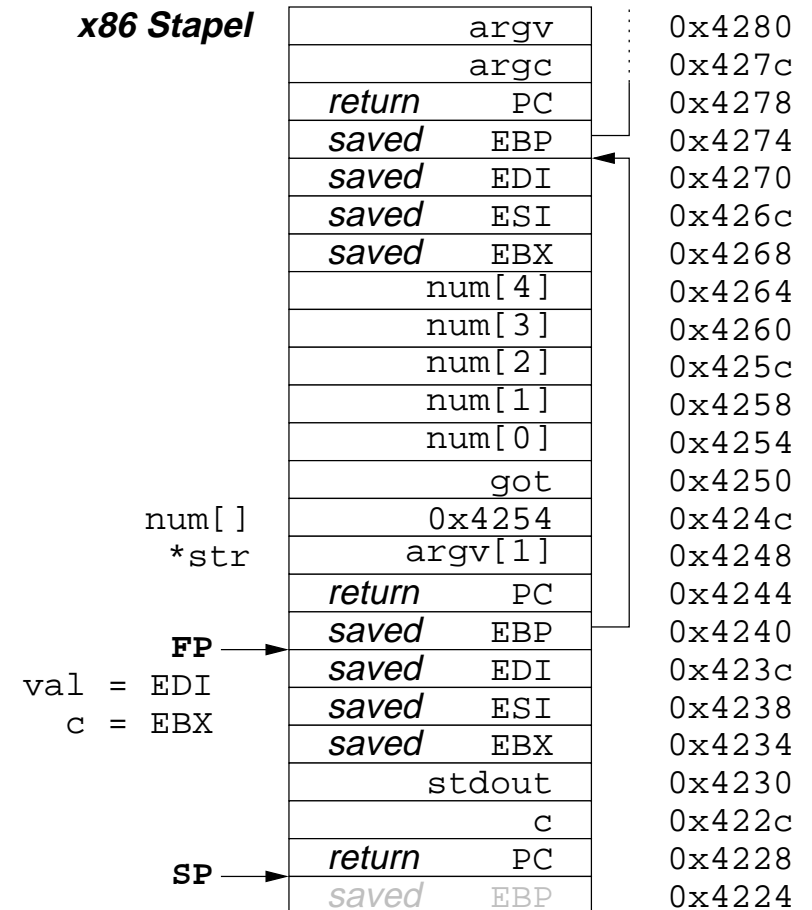 x86 Stapel argv 0x4280
argc 0x427c
return PC 0x4278
saved EBP 0x4274
saved EDI 0x4270
saved ESI 0x426c
saved EBX 0x4268
num[4] 0x4264
num[3] 0x4260
num[2] 0x425c
num[1] 0x4258
num[0] 0x4254
got 0x4250
num[] 0x4254 0x424c
*str argv[1] 0x4248
return PC 0x4244
saved EBP 0x4240
FP
saved EDI 0x423c
val = EDI
saved ESI 0x4238
c = EBX
saved EBX 0x4234
stdout 0x4230
c 0x422c
return PC 0x4228
SP
saved EBP 0x4224